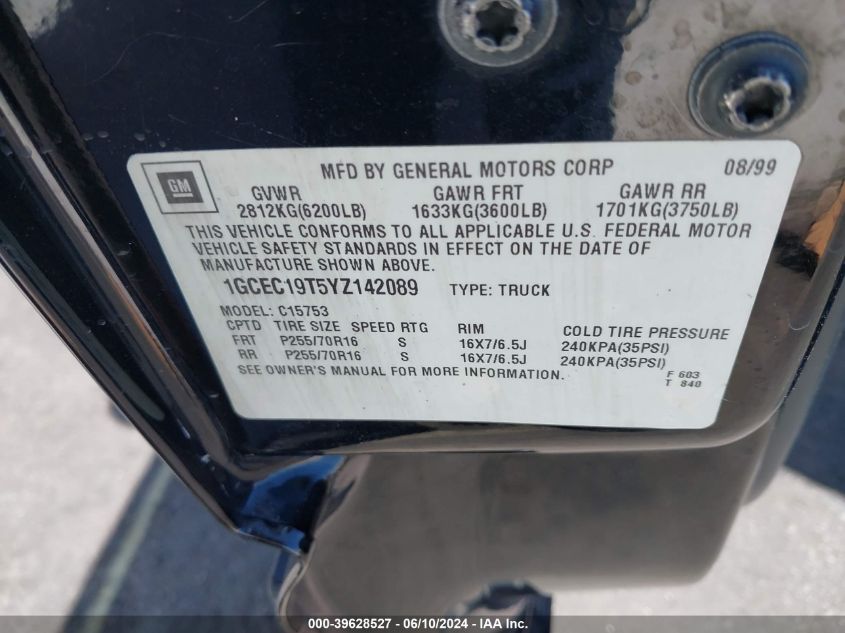 GM
MFD BY GENERAL MOTORS CORP 08/99
GVWR GAWR FRT GAWR RR
2812KG(6200LB) 1633KG(3600LB) 1701KG(3750LB)
THIS VEHICLE CONFORMS TO ALL APPLICABLE U.S. FEDERAL MOTOR
VEHICLE SAFETY STANDARDS IN EFFECT ON THE DATE OF
MANUFACTURE SHOWN ABOVE.
1GCEC19T5YZ142089 TYPE: TRUCK
MODEL: C15753
CPTD TIRE SIZE SPEED RTG RIM COLD TIRE PRESSURE
FRT P255/70R16 S 16X7/6.5J 240KPA(35PSI)
RR P255/70R16 S 16X7/6.5J 240KPA(35PSI)
SEE OWNER'S MANUAL FOR MORE INFORMATION. F 603
T 840
000-39628527 - 06/10/2024 - IAA Inc.